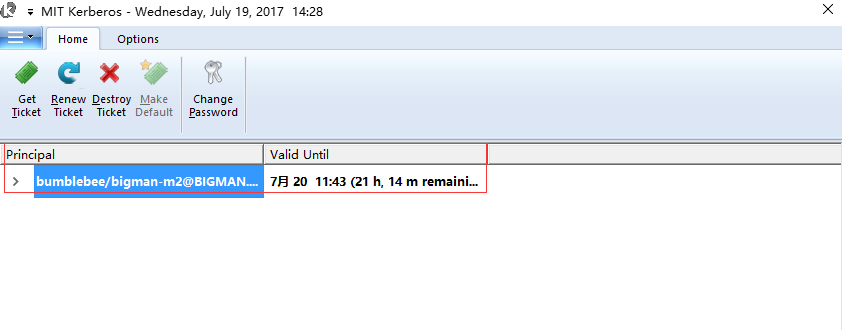 MIT Kerberos - Wednesday, July 19, 2017 14:28
Home Options
Get Ticket
Renew Ticket
Destroy Ticket
Make Default
Change Password
Principal Valid Until
bumblebee/bigman-m2@BIGMAN.... 7月 20 11:43 (21 h, 14 m remaini...